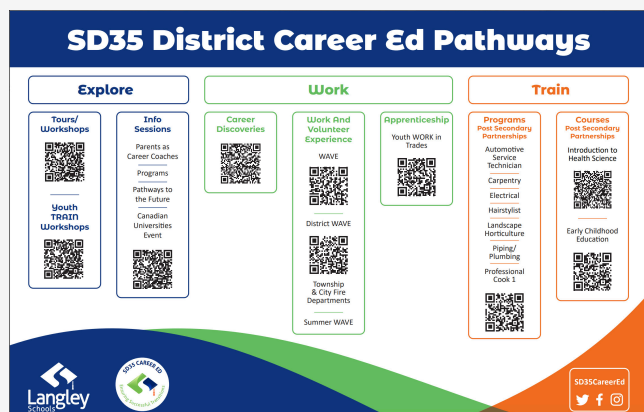 SD35 District Career Ed Pathways
Explore
Tours/
Workshops
Youth
TRAIN
Workshops
Info
Sessions
Parents as
Career Coaches
Programs
Pathways to
the Future
Canadian
Universities
Event
Work
Career
Discoveries
Work And
Volunteer
Experience
WAVE
District WAVE
Township
& City Fire
Departments
Summer WAVE
Apprenticeship
Youth WORK in
Trades
Train
Programs
Post Secondary
Partnerships
Automotive
Service
Technician
Carpentry
Electrical
Hairstylist
Landscape
Horticulture
Piping/
Plumbing
Professional
Cook 1
Courses
Post Secondary
Partnerships
Introduction to
Health Science
Early Childhood
Education
Langley
Schools
SD35 CAREER ED
Inspiring Successful Transitions
SD35CareerEd